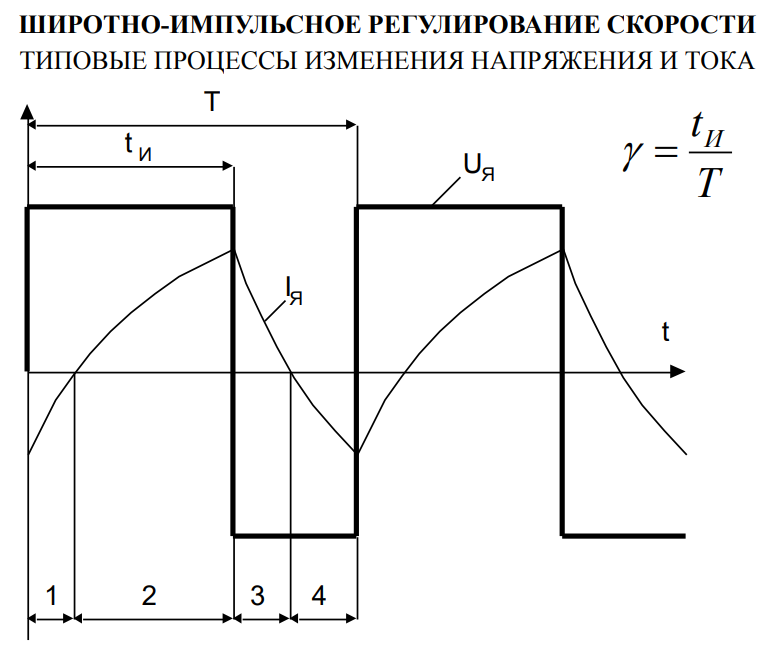 ШИРОТНО-ИМПУЛЬСНОЕ РЕГУЛИРОВАНИЕ СКОРОСТИ
ТИПОВЫЕ ПРОЦЕССЫ ИЗМЕНЕНИЯ НАПРЯЖЕНИЯ И ТОКА
T
tИ
γ = tИ / T
UЯ
IЯ
t
1 2 3 4